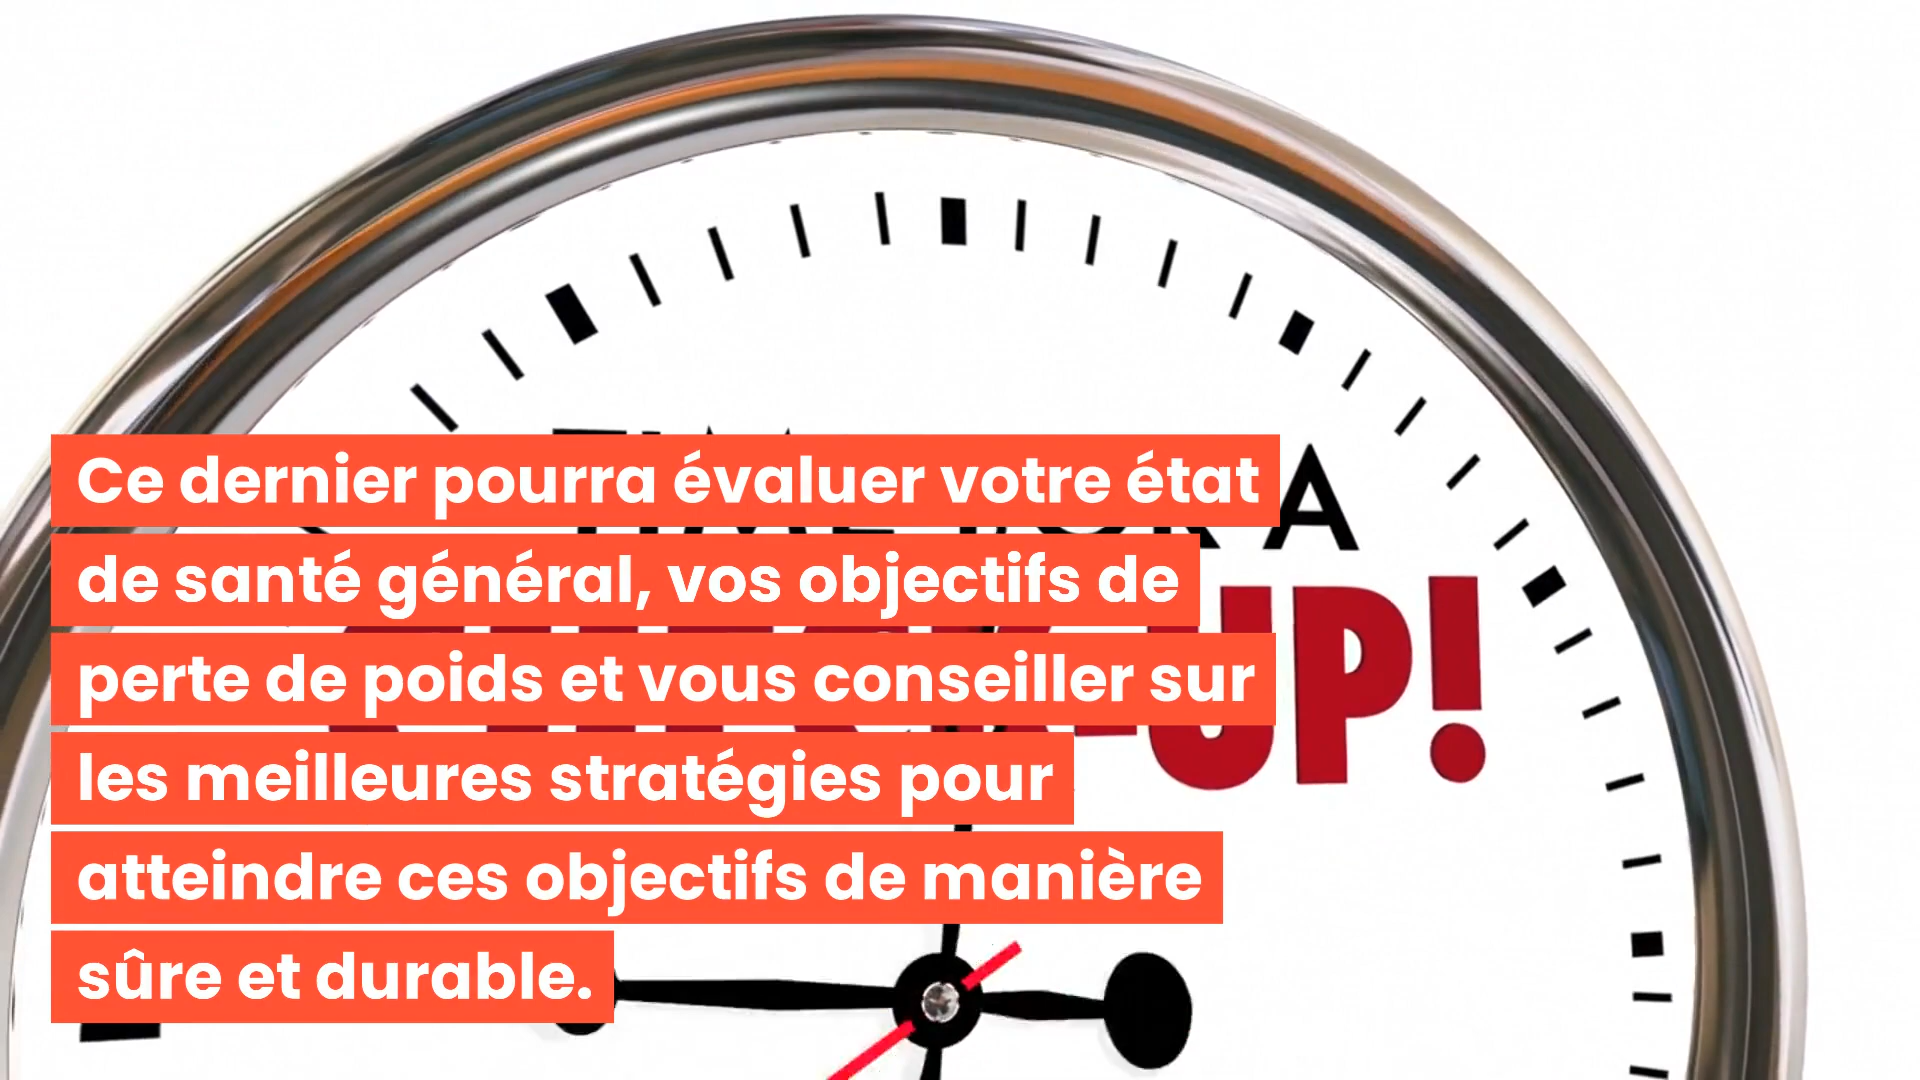 Ce dernier pourra évaluer votre état
de santé général, vos objectifs de
perte de poids et vous conseiller sur
les meilleures stratégies pour
atteindre ces objectifs de manière
sûre et durable.
A
UP!